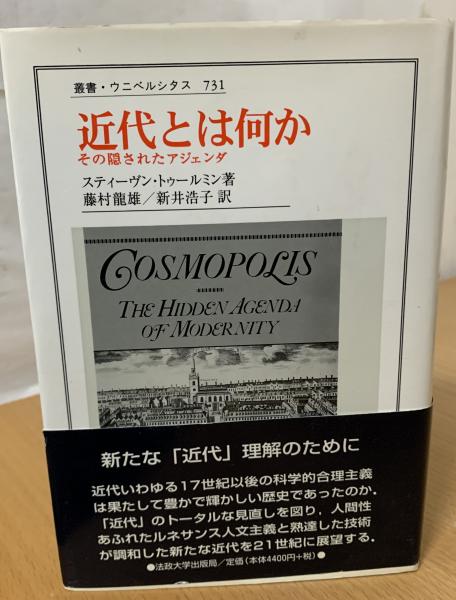 叢書・ウニベルシタス 731
近代とは何か
その隠されたアジェンダ
スティーヴン・トゥールミン著
藤村龍雄／新井浩子 訳
COSMOPOLIS
THE HIDDEN AGENDA
OF MODERNITY
新たな「近代」理解のために
近代いわゆる17世紀以後の科学的合理主義
は果たして豊かで輝かしい歴史であったのか.
「近代」のトータルな見直しを図り，人間性
あふれたルネサンス人文主義と熟達した技術
が調和した新たな近代を21世紀に展望する.
●法政大学出版局／定価（本体4400円+税）●